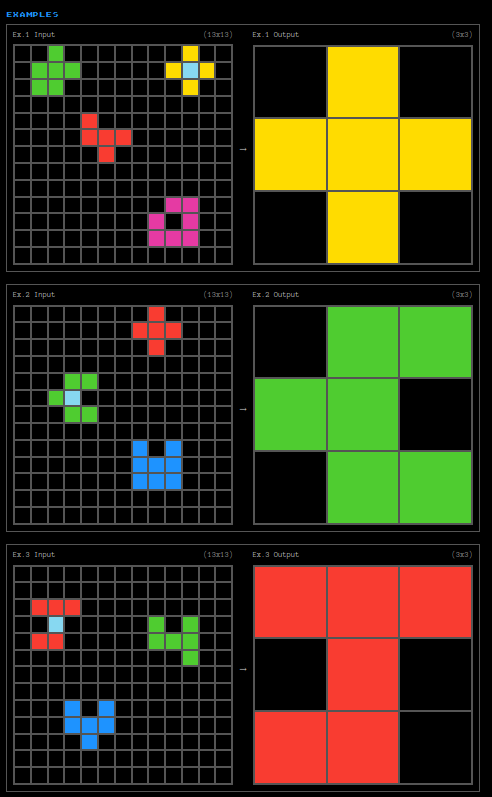 EXAMPLES
Ex.1 Input (13x13) Ex.1 Output (3x3)
→
Ex.2 Input (13x13) Ex.2 Output (3x3)
→
Ex.3 Input (13x13) Ex.3 Output (3x3)
→